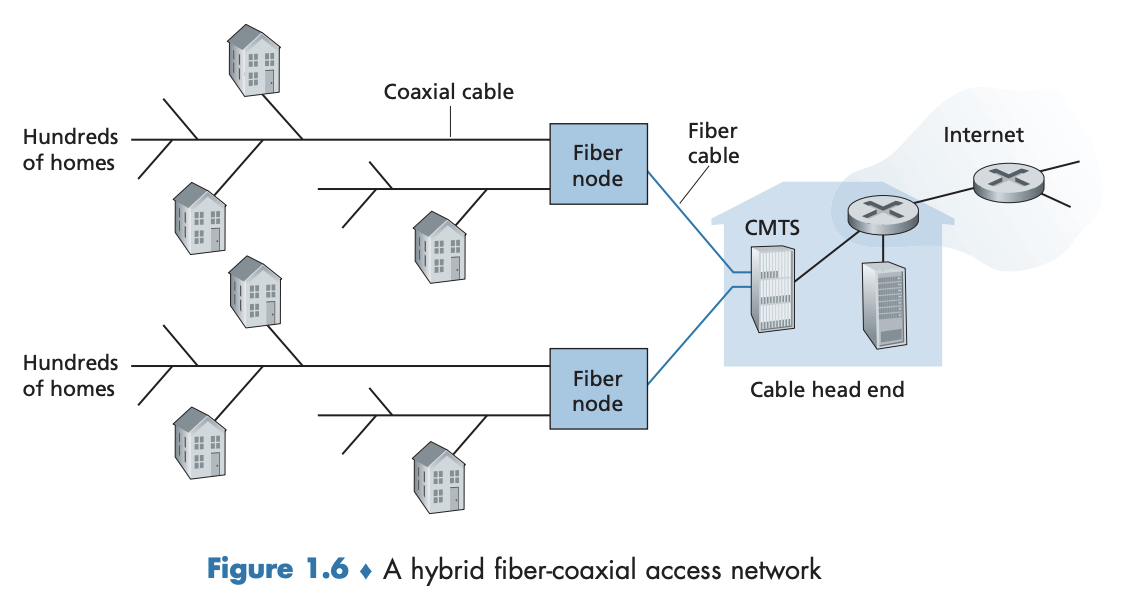 Coaxial cable
Hundreds
of homes
Fiber
node
Fiber
cable
Internet
CMTS
Hundreds
of homes
Fiber
node
Cable head end
Figure 1.6 ♦ A hybrid fiber-coaxial access network